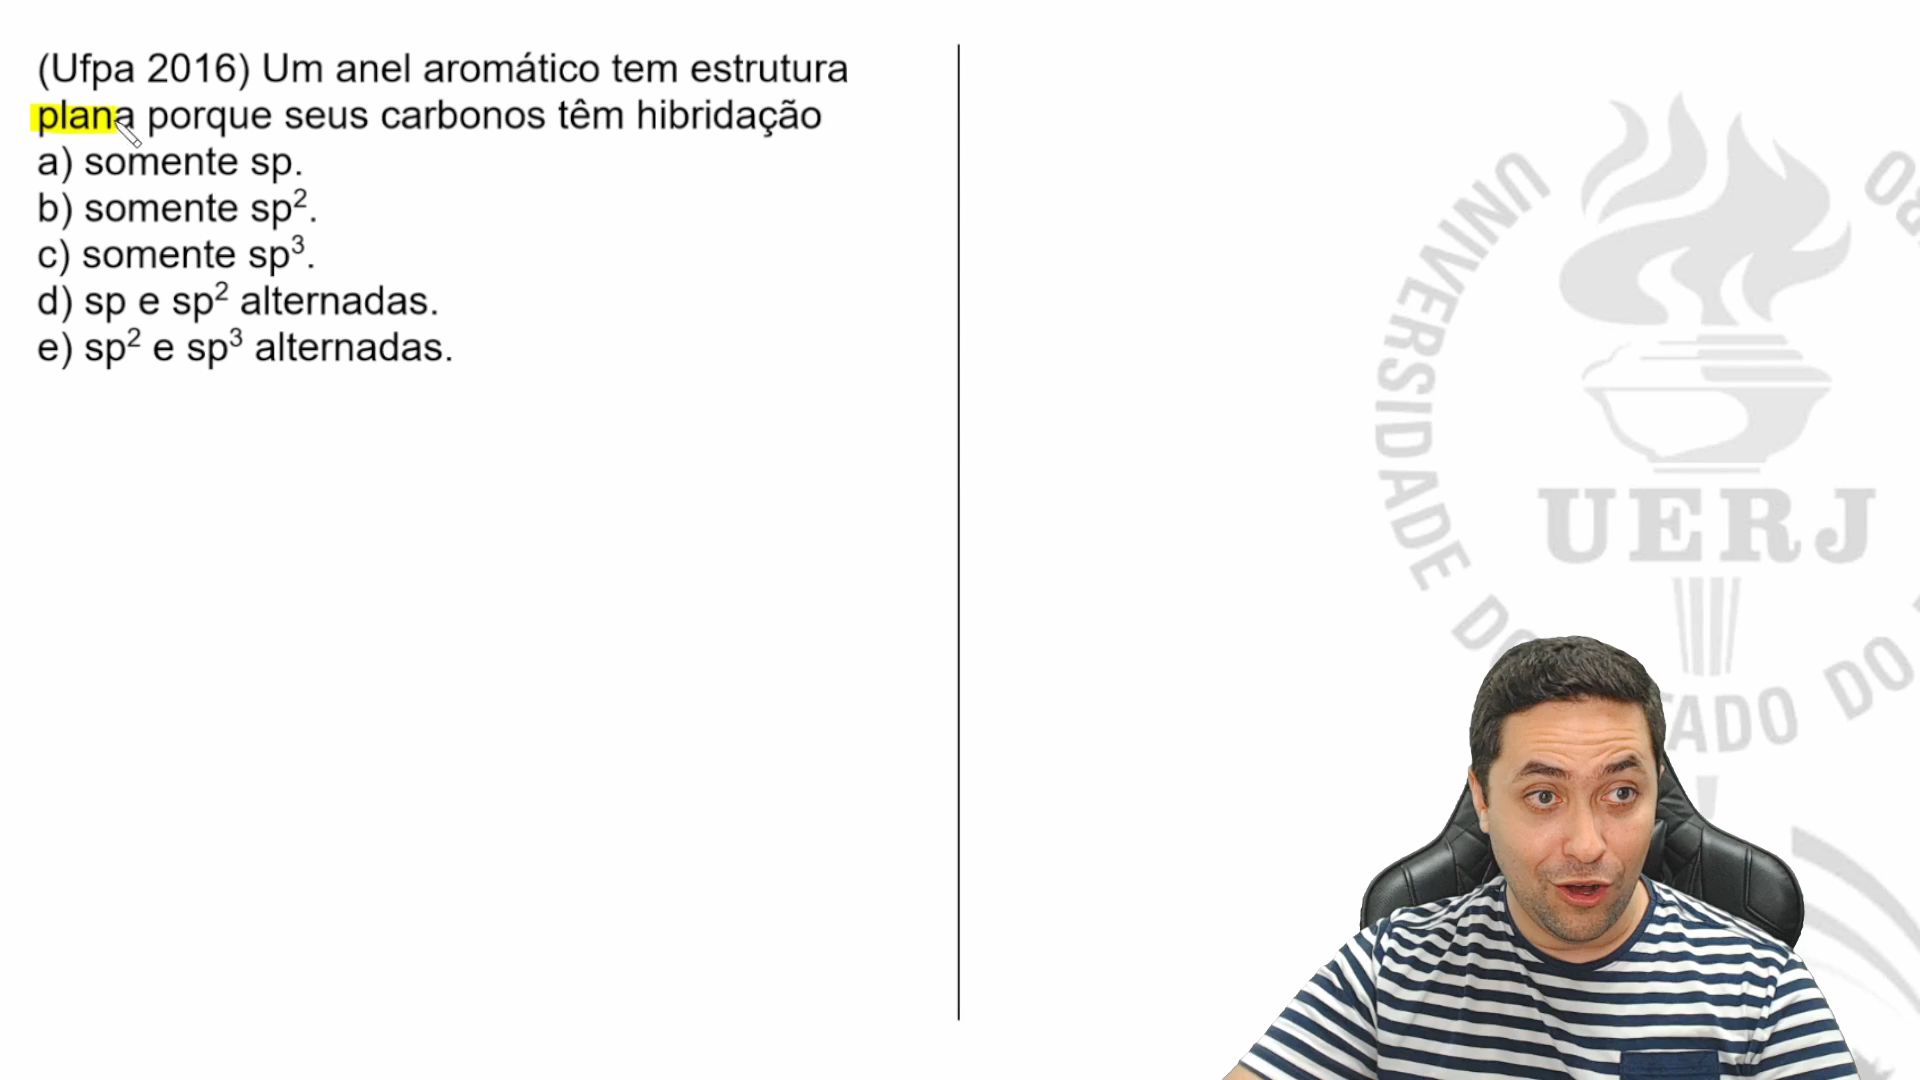 (Ufpa 2016) Um anel aromático tem estrutura
plana porque seus carbonos têm hibridação
a) somente sp.
b) somente sp².
c) somente sp³.
d) sp e sp² alternadas.
e) sp² e sp³ alternadas.
UNIVERSIDADE DO
UERJ
DO